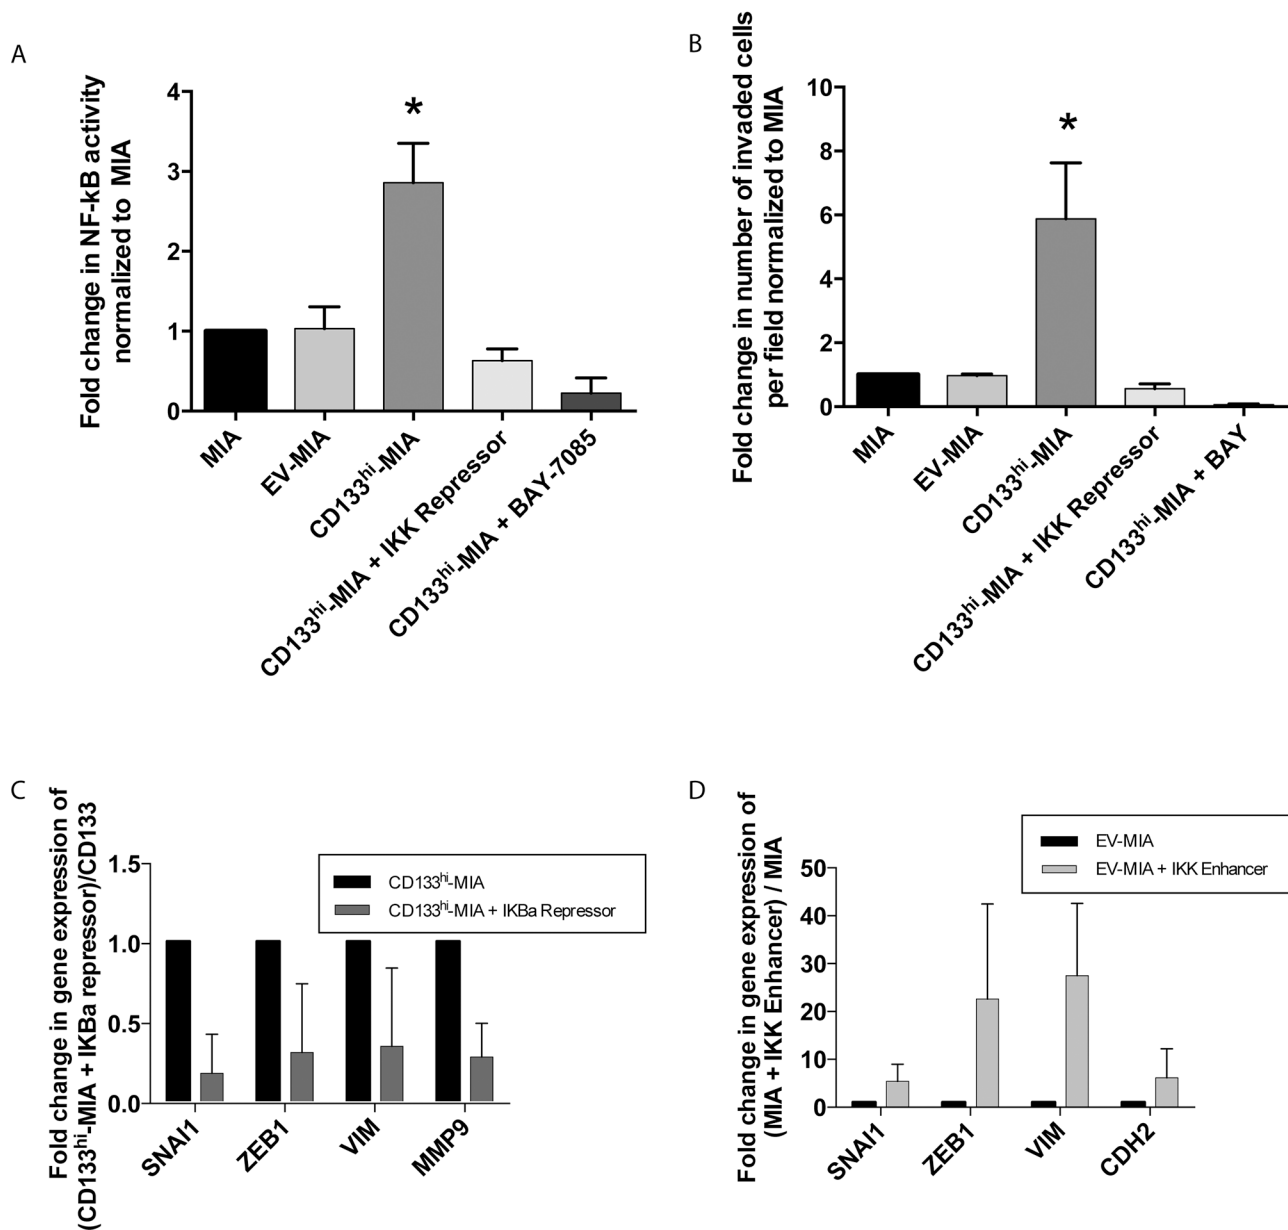 A
Fold change in NF-kB activity
normalized to MIA
4
3
2
1
0
*
MIA
EV-MIA
CD133hi-MIA
CD133hi-MIA + IKK Repressor
CD133hi-MIA + BAY-7085
B
Fold change in number of invaded cells
per field normalized to MIA
10
8
6
4
2
0
*
MIA
EV-MIA
CD133hi-MIA
CD133hi-MIA + IKK Repressor
CD133hi-MIA + BAY
C
Fold change in gene expression of
(CD133hi-MIA + IKBa repressor)/CD133
1.5
1.0
0.5
0.0
CD133hi-MIA
CD133hi-MIA + IKBa Repressor
SNAI1
ZEB1
VIM
MMP9
D
Fold change in gene expression of
(MIA + IKK Enhancer) / MIA
50
40
30
20
10
0
EV-MIA
EV-MIA + IKK Enhancer
SNAI1
ZEB1
VIM
CDH2